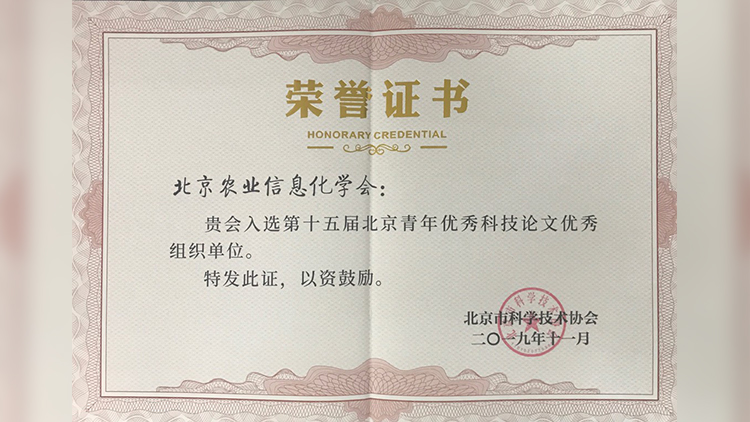 荣誉证书
HONORARY CREDENTIAL
北京农业信息化学会：
贵会入选第十五届北京青年优秀科技论文优秀
组织单位。
特发此证，以资鼓励。
北京市科学技术协会
二〇一九年十一月